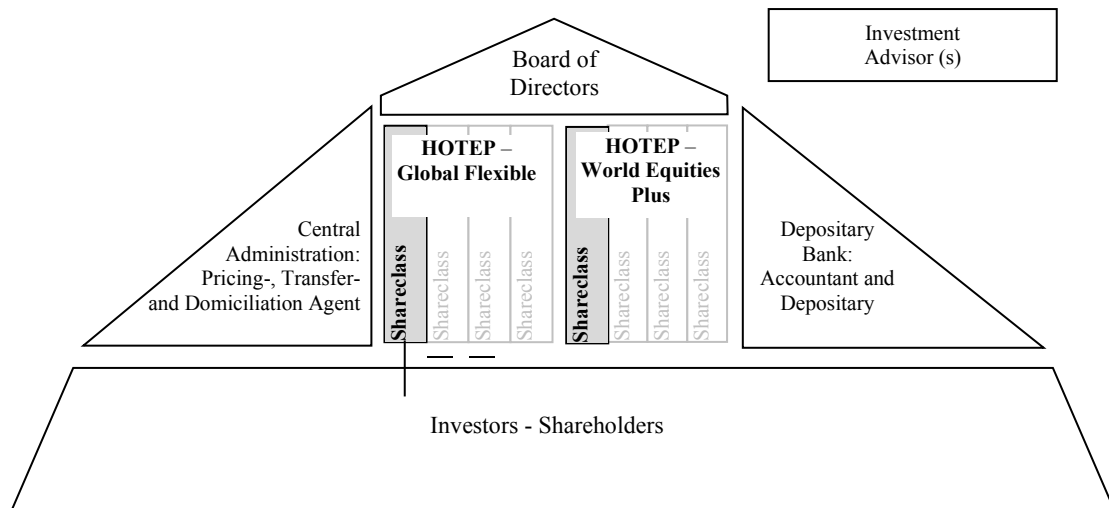 Investment
Advisor (s)
Board of
Directors
HOTEP –
Global Flexible
HOTEP –
World Equities
Plus
Central
Administration:
Pricing-, Transfer-
and Domiciliation Agent
Shareclass
Shareclass
Shareclass
Shareclass
Shareclass
Shareclass
Shareclass
Shareclass
Depositary
Bank:
Accountant and
Depositary
Investors - Shareholders